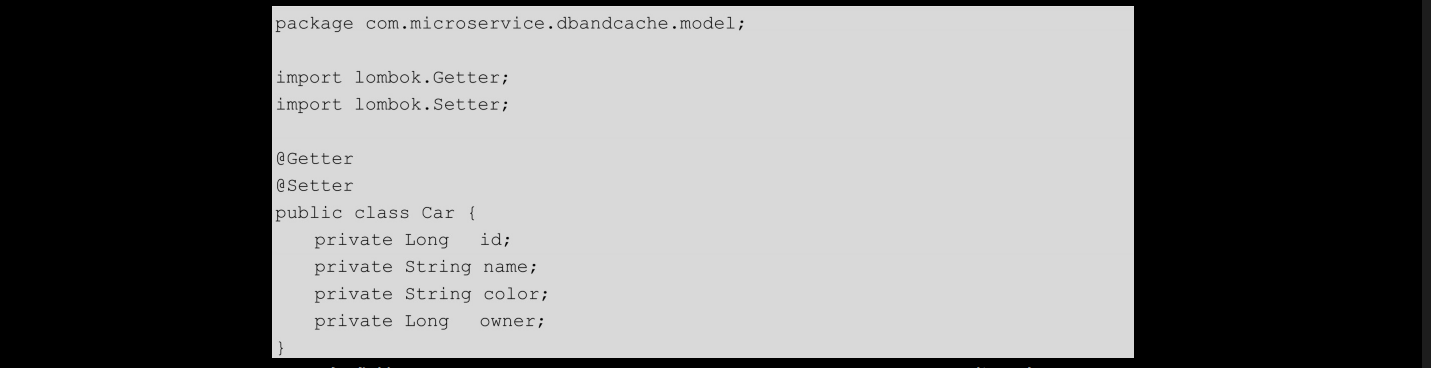 package com.microservice.dbandcache.model;
import lombok.Getter;
import lombok.Setter;
@Getter
@Setter
public class Car {
private Long id;
private String name;
private String color;
private Long owner;
}